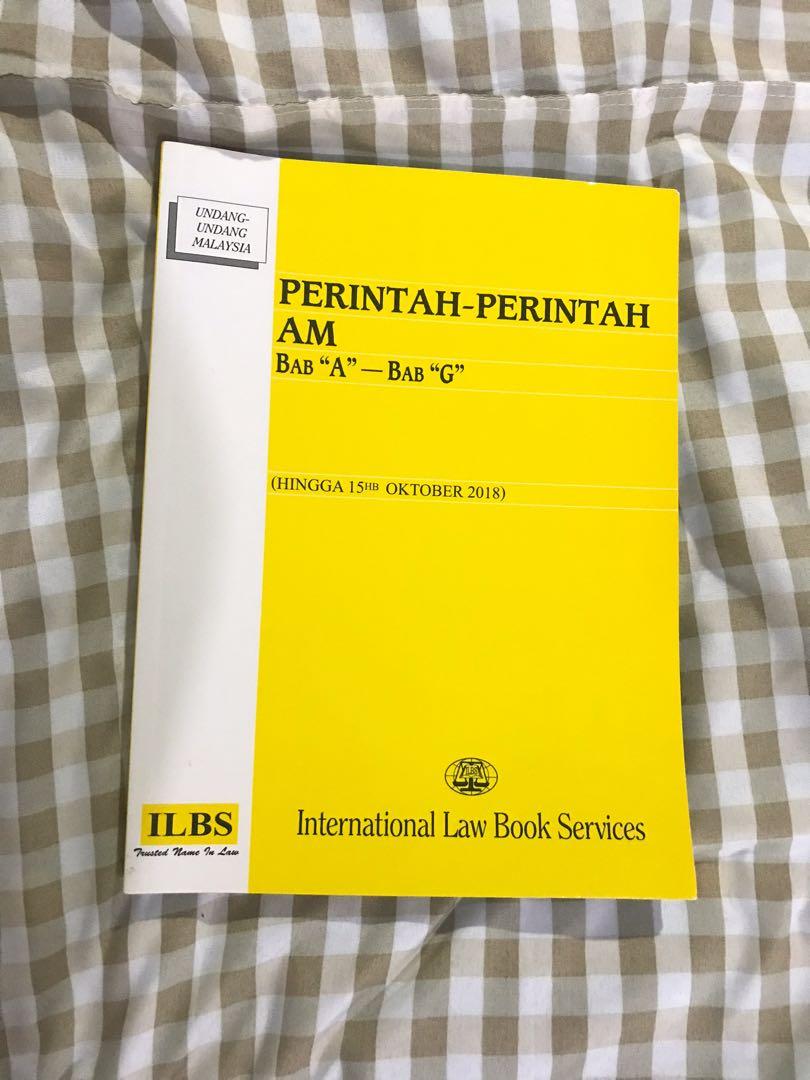 UNDANG-
UNDANG
MALAYSIA
PERINTAH-PERINTAH
AM
BAB “A” — BAB “G”
(HINGGA 15HB OKTOBER 2018)
ILBS
International Law Book Services
ILBS
Trusted Name In Law